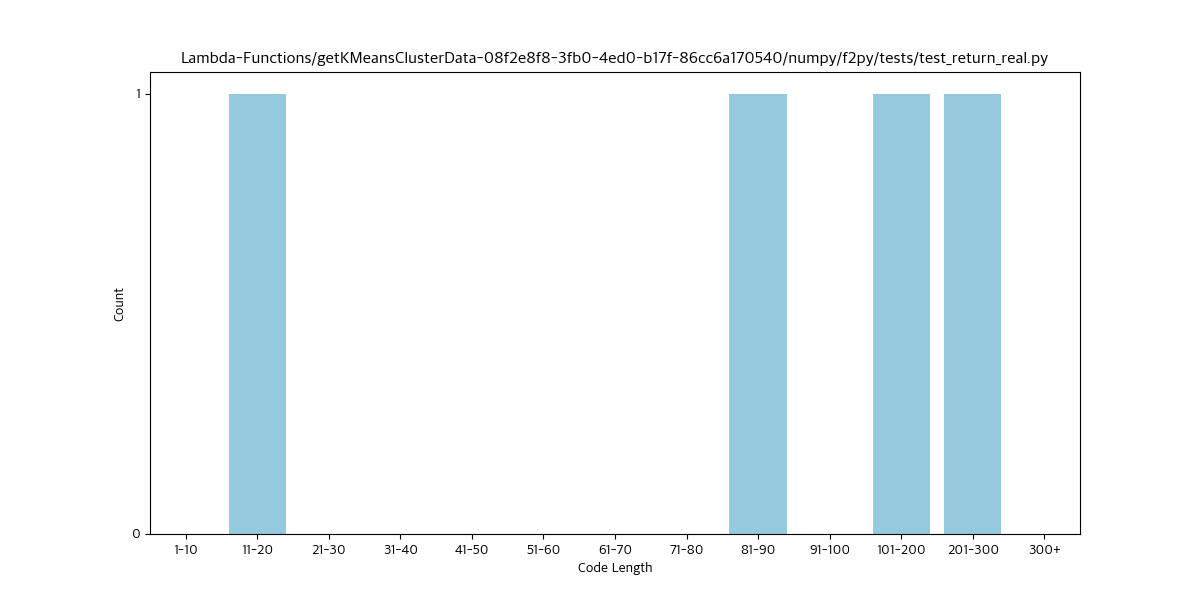 Lambda-Functions/getKMeansClusterData-08f2e8f8-3fb0-4ed0-b17f-86cc6a170540/numpy/f2py/tests/test_return_real.py
1
Count
0
1-10 11-20 21-30 31-40 41-50 51-60 61-70 71-80 81-90 91-100 101-200 201-300 300+
Code Length